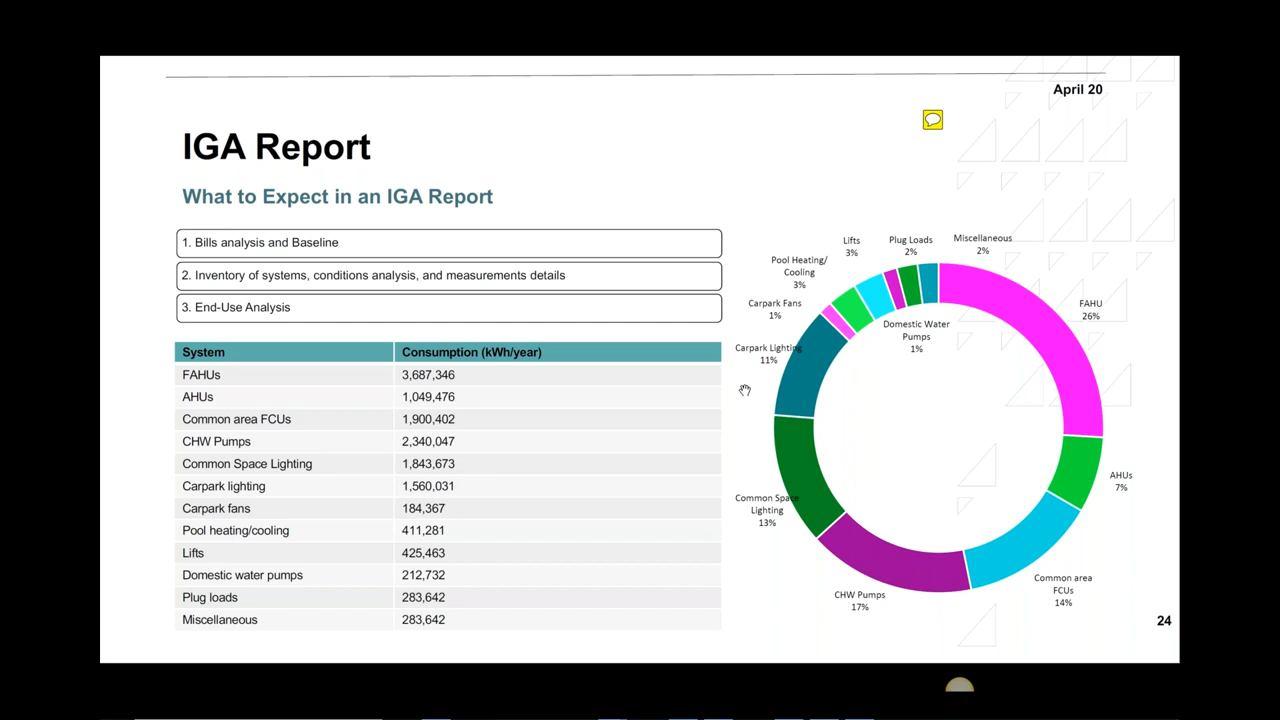 April 20
IGA Report
What to Expect in an IGA Report
1. Bills analysis and Baseline
2. Inventory of systems, conditions analysis, and measurements details
3. End-Use Analysis
System Consumption (kWh/year)
FAHUs 3,687,346
AHUs 1,049,476
Common area FCUs 1,900,402
CHW Pumps 2,340,047
Common Space Lighting 1,843,673
Carpark lighting 1,560,031
Carpark fans 184,367
Pool heating/cooling 411,281
Lifts 425,463
Domestic water pumps 212,732
Plug loads 283,642
Miscellaneous 283,642
Miscellaneous
2%
Plug Loads
2%
Lifts
3%
Pool Heating/
Cooling
3%
Carpark Fans
1%
Domestic Water
Pumps
1%
Carpark Lighting
11%
FAHU
26%
AHUs
7%
Common Space
Lighting
13%
Common area
FCUs
14%
CHW Pumps
17%
24